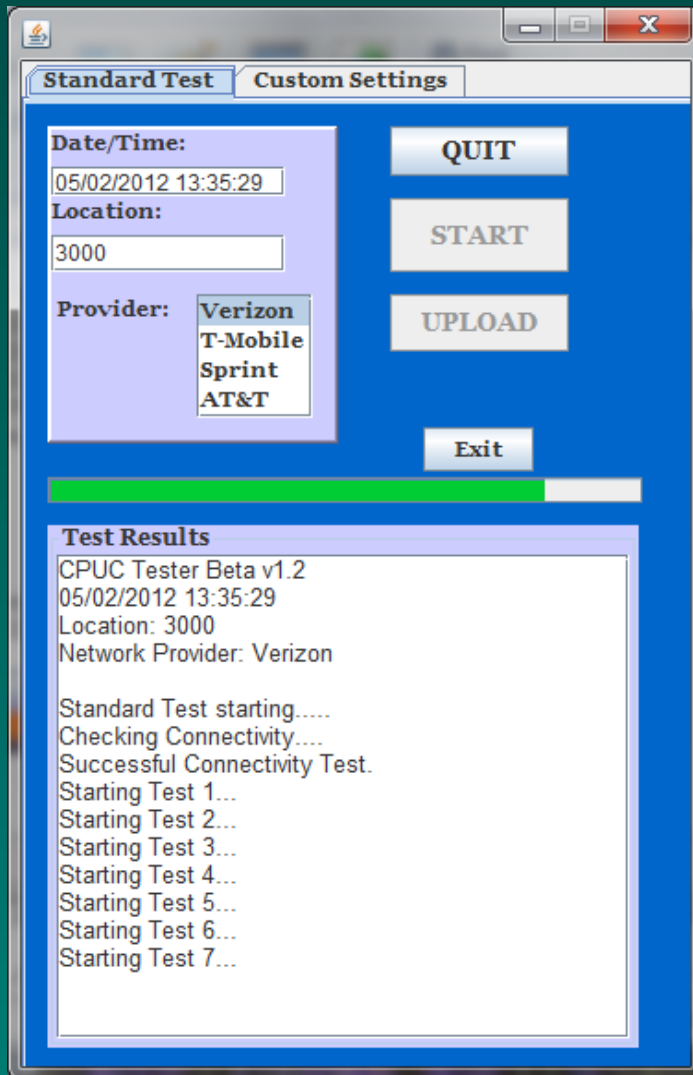 Standard Test
Custom Settings
Date/Time:
05/02/2012 13:35:29
Location:
3000
Provider:
Verizon
T-Mobile
Sprint
AT&T
QUIT
START
UPLOAD
Exit
Test Results
CPUC Tester Beta v1.2
05/02/2012 13:35:29
Location: 3000
Network Provider: Verizon
Standard Test starting.....
Checking Connectivity....
Successful Connectivity Test.
Starting Test 1...
Starting Test 2...
Starting Test 3...
Starting Test 4...
Starting Test 5...
Starting Test 6...
Starting Test 7...